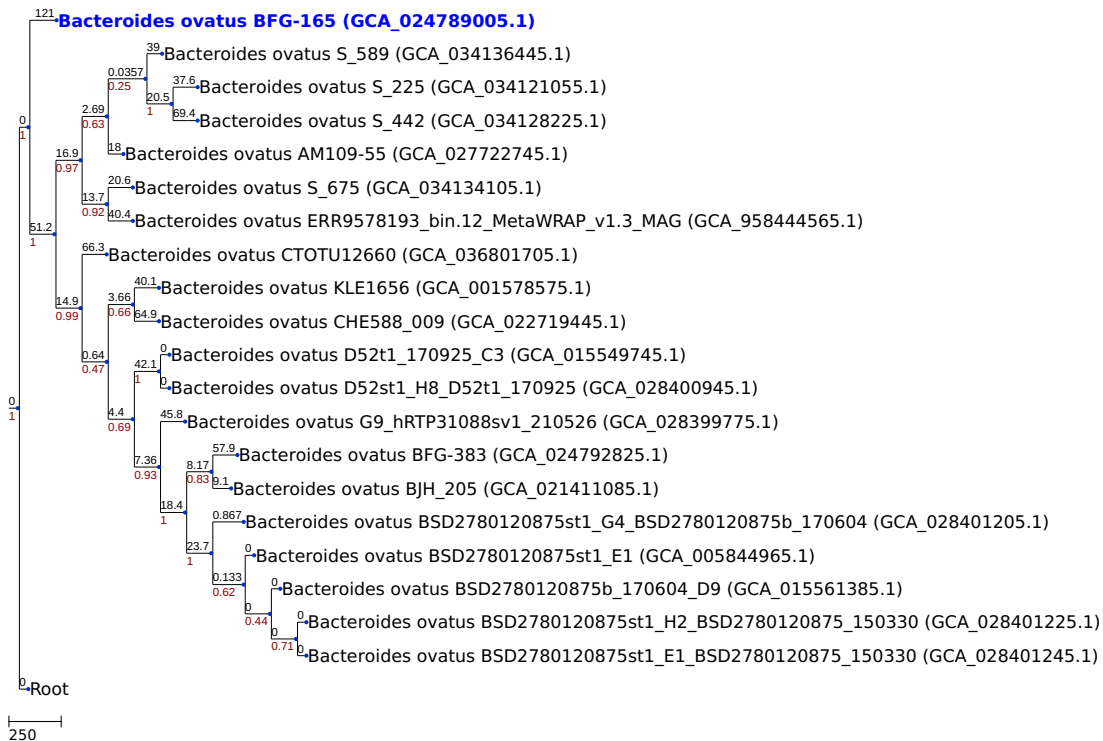 121
Bacteroides ovatus BFG-165 (GCA_024789005.1)
39
Bacteroides ovatus S_589 (GCA_034136445.1)
0.0357
0.25
37.6
Bacteroides ovatus S_225 (GCA_034121055.1)
20.5
1
2.69
0.63
69.4
Bacteroides ovatus S_442 (GCA_034128225.1)
0
1
18
Bacteroides ovatus AM109-55 (GCA_027722745.1)
16.9
0.97
20.6
Bacteroides ovatus S_675 (GCA_034134105.1)
13.7
0.92
40.4
Bacteroides ovatus ERR9578193_bin.12_MetaWRAP_v1.3_MAG (GCA_958444565.1)
51.2
1
66.3
Bacteroides ovatus CTOTU12660 (GCA_036801705.1)
40.1
Bacteroides ovatus KLE1656 (GCA_001578575.1)
14.9
0.99
3.66
0.66
64.9
Bacteroides ovatus CHE588_009 (GCA_022719445.1)
0
Bacteroides ovatus D52t1_170925_C3 (GCA_015549745.1)
0.64
0.47
42.1
1
0
Bacteroides ovatus D52st1_H8_D52t1_170925 (GCA_028400945.1)
0
1
4.4
0.69
45.8
Bacteroides ovatus G9_hRTP31088sv1_210526 (GCA_028399775.1)
57.9
Bacteroides ovatus BFG-383 (GCA_024792825.1)
7.36
0.93
8.17
0.83
9.1
Bacteroides ovatus BJH_205 (GCA_021411085.1)
18.4
1
0.867
Bacteroides ovatus BSD2780120875st1_G4_BSD2780120875b_170604 (GCA_028401205.1)
23.7
1
0
Bacteroides ovatus BSD2780120875st1_E1 (GCA_005844965.1)
0.133
0.62
0
Bacteroides ovatus BSD2780120875b_170604_D9 (GCA_015561385.1)
0
0.44
0
Bacteroides ovatus BSD2780120875st1_H2_BSD2780120875_150330 (GCA_028401225.1)
0
0.71
0
Bacteroides ovatus BSD2780120875st1_E1_BSD2780120875_150330 (GCA_028401245.1)
0
Root
250